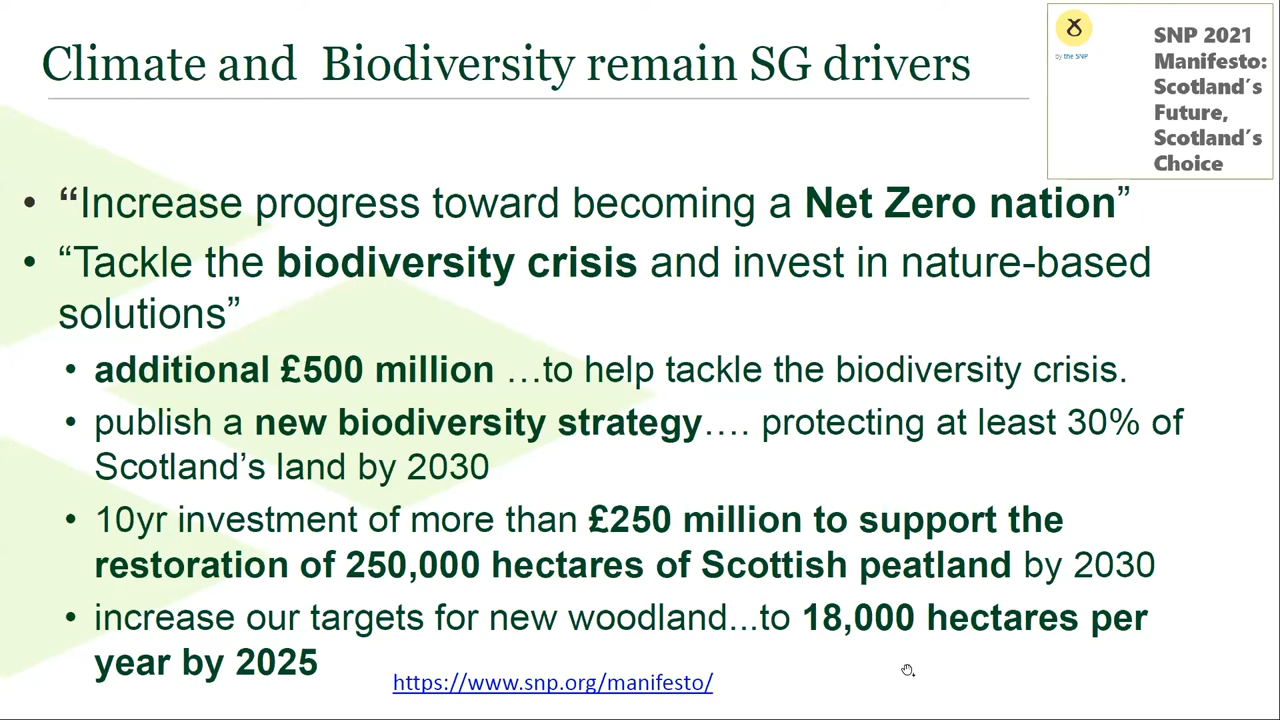 Climate and Biodiversity remain SG drivers
by the SNP
SNP 2021
Manifesto:
Scotland's
Future,
Scotland's
Choice
• “Increase progress toward becoming a Net Zero nation”
• “Tackle the biodiversity crisis and invest in nature-based
solutions”
• additional £500 million …to help tackle the biodiversity crisis.
• publish a new biodiversity strategy…. protecting at least 30% of
Scotland’s land by 2030
• 10yr investment of more than £250 million to support the
restoration of 250,000 hectares of Scottish peatland by 2030
• increase our targets for new woodland...to 18,000 hectares per
year by 2025
https://www.snp.org/manifesto/